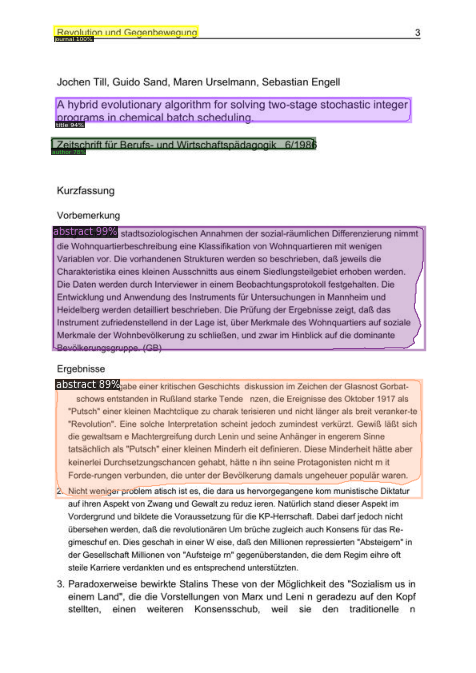 Revolution und Gegenbewegung 3
journal 100%
Jochen Till, Guido Sand, Maren Urselmann, Sebastian Engell
A hybrid evolutionary algorithm for solving two-stage stochastic integer
programs in chemical batch scheduling.
title 94%
Zeitschrift für Berufs- und Wirtschaftspädagogik 6/1986
Kurzfassung
Vorbemerkung
abstract 99% stadtsoziologischen Annahmen der sozial-räumlichen Differenzierung nimmt
die Wohnquartierbeschreibung eine Klassifikation von Wohnquartieren mit wenigen
Variablen vor. Die vorhandenen Strukturen werden so beschrieben, daß jeweils die
Charakteristika eines kleinen Ausschnitts aus einem Siedlungsteilgebiet erhoben werden.
Die Daten werden durch Interviewer in einem Beobachtungsprotokoll festgehalten. Die
Entwicklung und Anwendung des Instruments für Untersuchungen in Mannheim und
Heidelberg werden detailliert beschrieben. Die Prüfung der Ergebnisse zeigt, daß das
Instrument zufriedenstellend in der Lage ist, über Merkmale des Wohnquartiers auf soziale
Merkmale der Wohnbevölkerung zu schließen, und zwar im Hinblick auf die dominante
Bevölkerungsgruppe. (GB)
Ergebnisse
abstract 89% gabe einer kritischen Geschichts diskussion im Zeichen der Glasnost Gorbat-
schows entstanden in Rußland starke Tende nzen, die Ereignisse des Oktober 1917 als
"Putsch" einer kleinen Machtclique zu charak terisieren und nicht länger als breit veranker-te
"Revolution". Eine solche Interpretation scheint jedoch zumindest verkürzt. Gewiß läßt sich
die gewaltsam e Machtergreifung durch Lenin und seine Anhänger in engerem Sinne
tatsächlich als "Putsch" einer kleinen Minderh eit definieren. Diese Minderheit hätte aber
keinerlei Durchsetzungschancen gehabt, hätte n ihn seine Protagonisten nicht m it
Forde-rungen verbunden, die unter der Bevölkerung damals ungeheuer populär waren.
2. Nicht weniger problem atisch ist es, die dara us hervorgegangene kom munistische Diktatur
auf ihren Aspekt von Zwang und Gewalt zu reduz ieren. Natürlich stand dieser Aspekt im
Vordergrund und bildete die Voraussetzung für die KP-Herrschaft. Dabei darf jedoch nicht
übersehen werden, daß die revolutionären Um brüche zugleich auch Konsens für das Re-
gimeschuf en. Dies geschah in einer W eise, daß den Millionen repressierten "Absteigern" in
der Gesellschaft Millionen von "Aufsteige rn" gegenüberstanden, die dem Regim eihre oft
steile Karriere verdankten und es entsprechend unterstützten.
3. Paradoxerweise bewirkte Stalins These von der Möglichkeit des "Sozialism us in
einem Land", die die Vorstellungen von Marx und Leni n geradezu auf den Kopf
stellten, einen weiteren Konsensschub, weil sie den traditionelle n